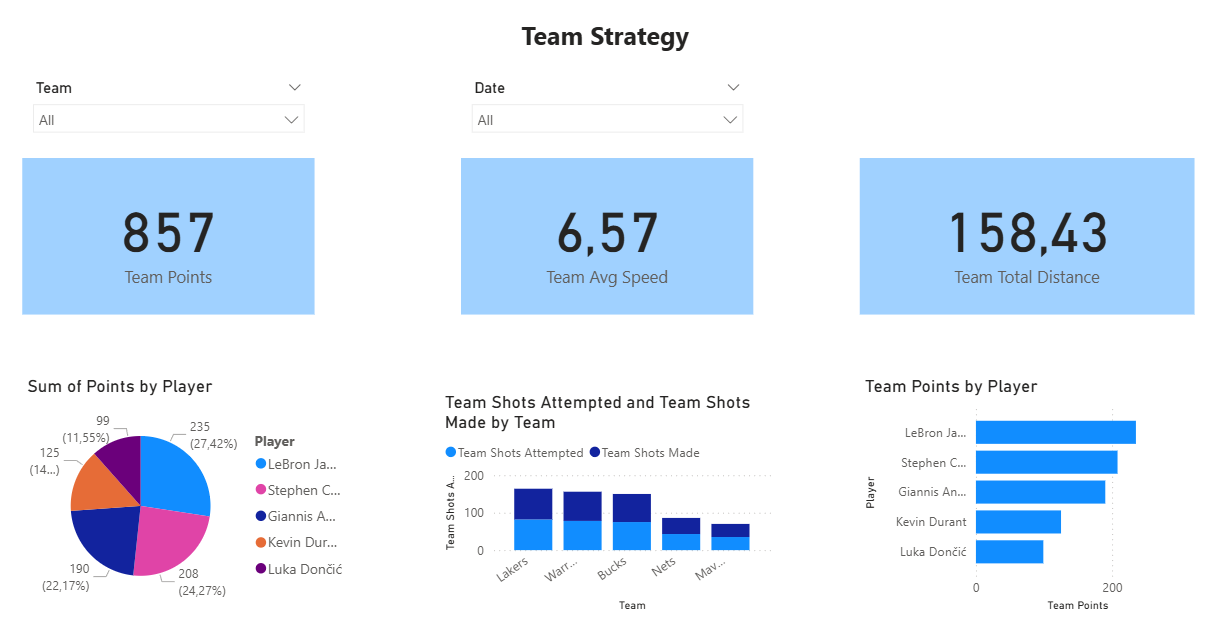 Team Strategy
Team
All
Date
All
857
Team Points
6,57
Team Avg Speed
158,43
Team Total Distance
Sum of Points by Player
99
(11,55%)
125
(14...)
190
(22,17%)
235
(27,42%)
208
(24,27%)
Player
LeBron Ja...
Stephen C...
Giannis A...
Kevin Dur...
Luka Dončić
Team Shots Attempted and Team Shots
Made by Team
Team Shots Attempted Team Shots Made
Team Shots A...
200
100
0
Lakers
Warr...
Bucks
Nets
Mav...
Team
Team Points by Player
Player
LeBron Ja...
Stephen C...
Giannis An...
Kevin Durant
Luka Dončić
0 200
Team Points